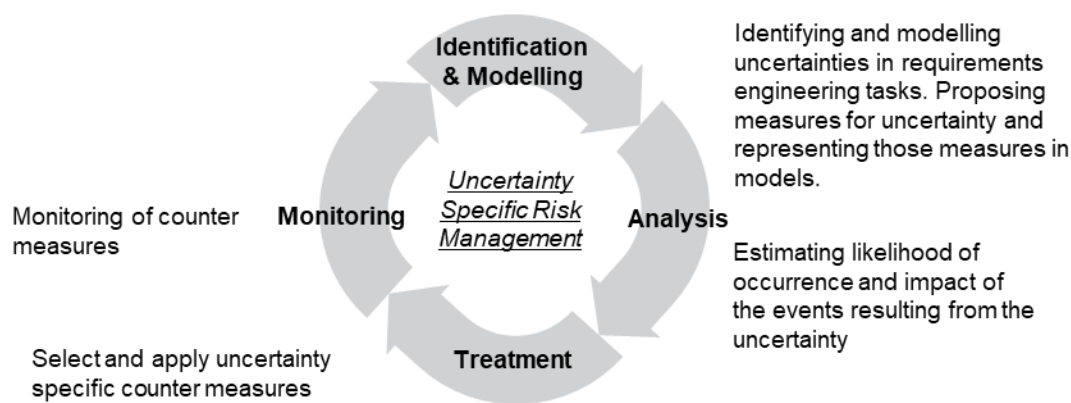 Identification
& Modelling
Identifying and modelling
uncertainties in requirements
engineering tasks. Proposing
measures for uncertainty and
representing those measures in
models.
Uncertainty
Specific Risk
Management
Monitoring of counter
measures
Monitoring
Analysis
Estimating likelihood of
occurrence and impact of
the events resulting from the
uncertainty
Treatment
Select and apply uncertainty
specific counter measures